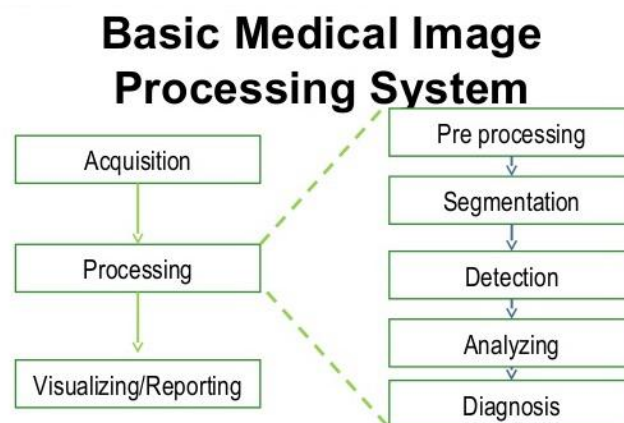 Basic Medical Image
Processing System
Acquisition
Processing
Visualizing/Reporting
Pre processing
Segmentation
Detection
Analyzing
Diagnosis